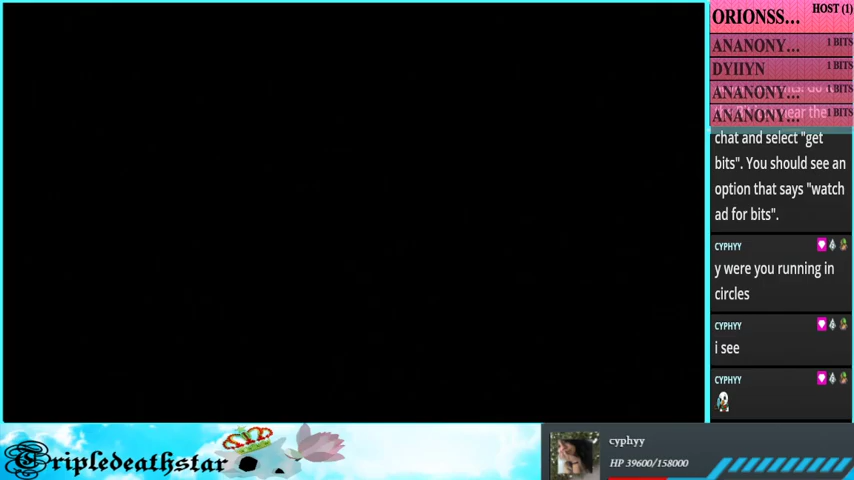 ORIONSS... HOST (1)
ANANONY... 1 BITS
DYIIYN 1 BITS
ANANONY... 1 BITS
ANANONY... 1 BITS
chat and select "get
bits". You should see an
option that says "watch
ad for bits".
CYPHYY
y were you running in
circles
CYPHYY
i see
CYPHYY
Tripledeathstar
cyphyy
HP 39600/158000